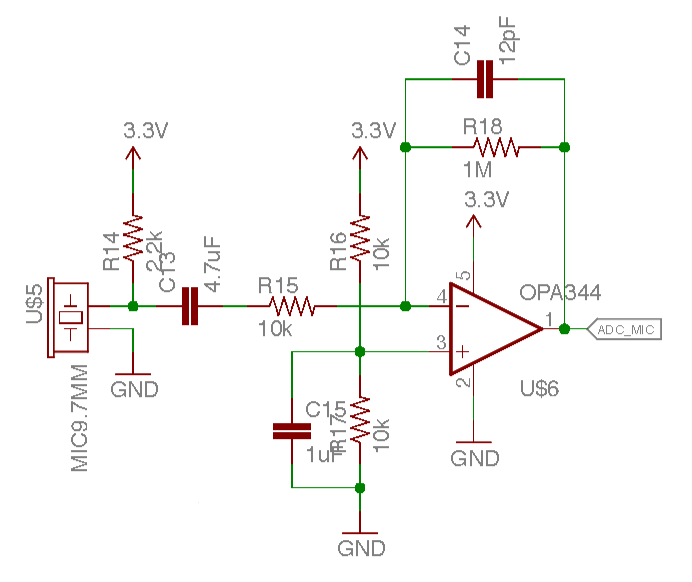 C14
12pF
3.3V
3.3V
R18
1M
3.3V
R14
2.2k
C13
4.7uF
R16
10k
R15
10k
U$5
4
5
OPA344
1
ADC_MIC
3
2
U$6
GND
MIC9.7MM
C15
1uF
R17
10k
GND
GND